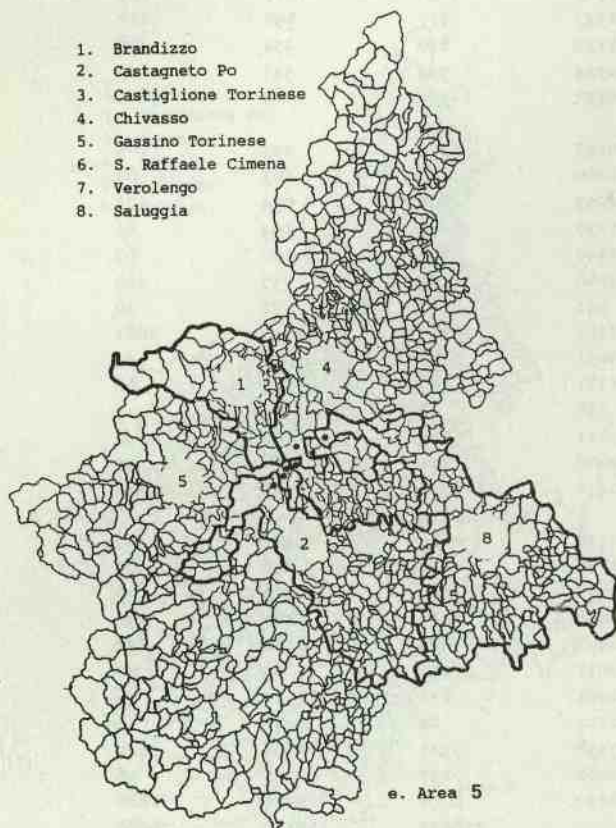 1. Brandizzo
2. Castagneto Po
3. Castiglione Torinese
4. Chivasso
5. Gassino Torinese
6. S. Raffaele Cimena
7. Verolengo
8. Saluggia
4
1
5
2
8
e. Area 5